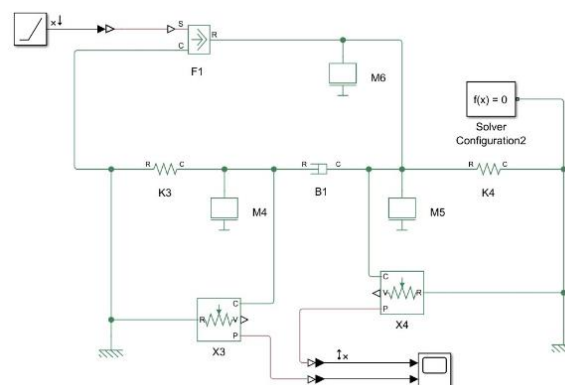 x
S
C
R
F1
M6
f(x) = 0
Solver
Configuration2
R
C
K3
R
C
B1
R
C
K4
M4
M5
C
R
V
P
X3
C
V
R
P
X4
x